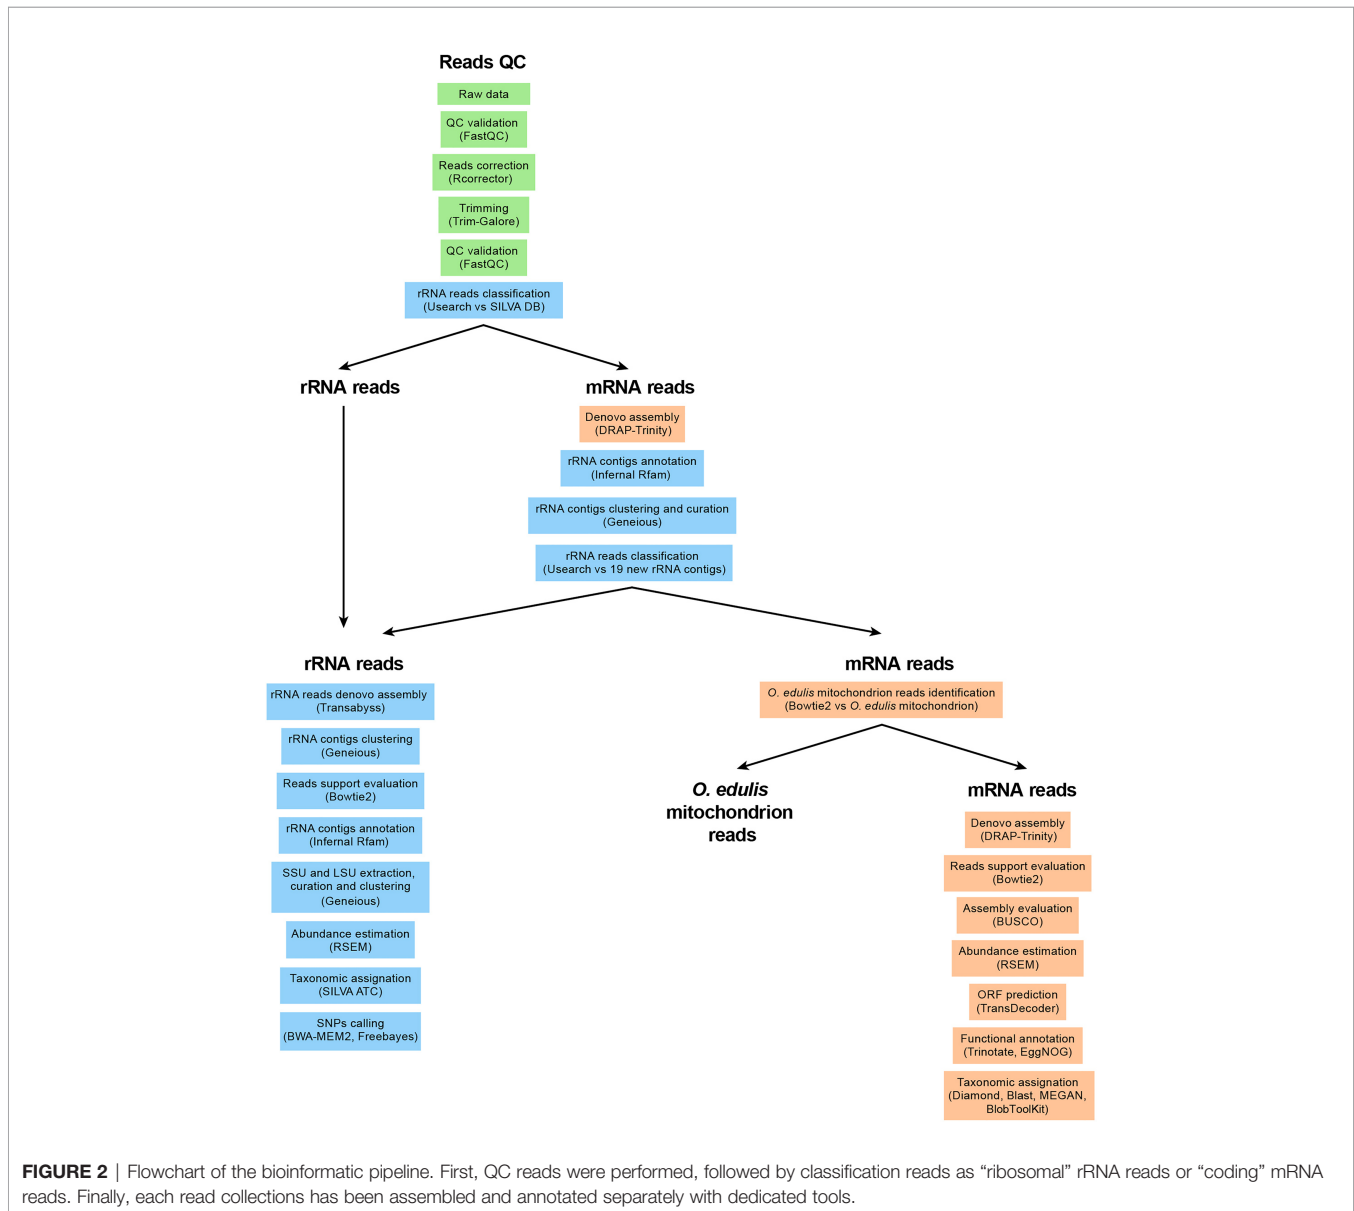 Reads QC
Raw data
QC validation
(FastQC)
Reads correction
(Rcorrector)
Trimming
(Trim-Galore)
QC validation
(FastQC)
rRNA reads classification
(Usearch vs SILVA DB)
rRNA reads
mRNA reads
Denovo assembly
(DRAP-Trinity)
rRNA contigs annotation
(Infernal Rfam)
rRNA contigs clustering and curation
(Geneious)
rRNA reads classification
(Usearch vs 19 new rRNA contigs)
rRNA reads
rRNA reads denovo assembly
(Transabyss)
rRNA contigs clustering
(Geneious)
Reads support evaluation
(Bowtie2)
rRNA contigs annotation
(Infernal Rfam)
SSU and LSU extraction,
curation and clustering
(Geneious)
Abundance estimation
(RSEM)
Taxonomic assignation
(SILVA ATC)
SNPs calling
(BWA-MEM2, Freebayes)
mRNA reads
O. edulis mitochondrion reads identification
(Bowtie2 vs O. edulis mitochondrion)
O. edulis
mitochondrion
reads
mRNA reads
Denovo assembly
(DRAP-Trinity)
Reads support evaluation
(Bowtie2)
Assembly evaluation
(BUSCO)
Abundance estimation
(RSEM)
ORF prediction
(TransDecoder)
Functional annotation
(Trinotate, EggNOG)
Taxonomic assignation
(Diamond, Blast, MEGAN,
BlobToolKit)
FIGURE 2 | Flowchart of the bioinformatic pipeline. First, QC reads were performed, followed by classification reads as “ribosomal” rRNA reads or “coding” mRNA
reads. Finally, each read collections has been assembled and annotated separately with dedicated tools.